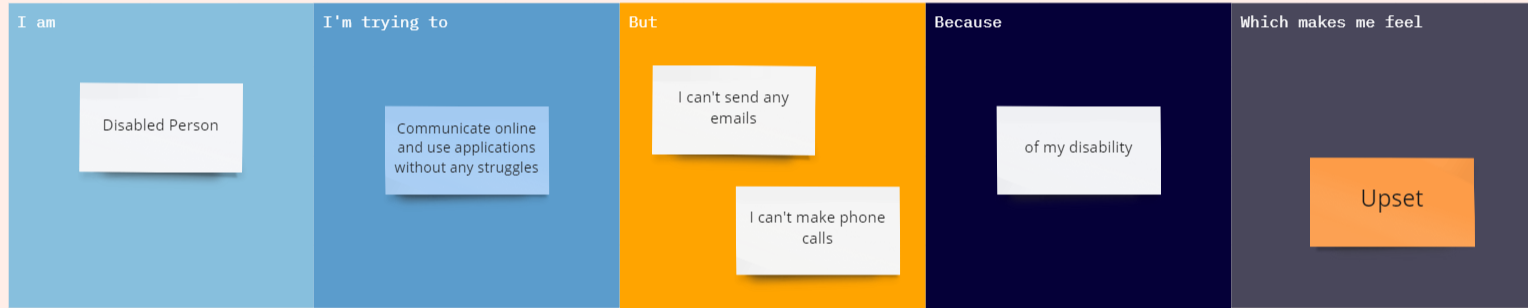 I am
Disabled Person
I'm trying to
Communicate online
and use applications
without any struggles
But
I can't send any
emails
I can't make phone
calls
Because
of my disability
Which makes me feel
Upset